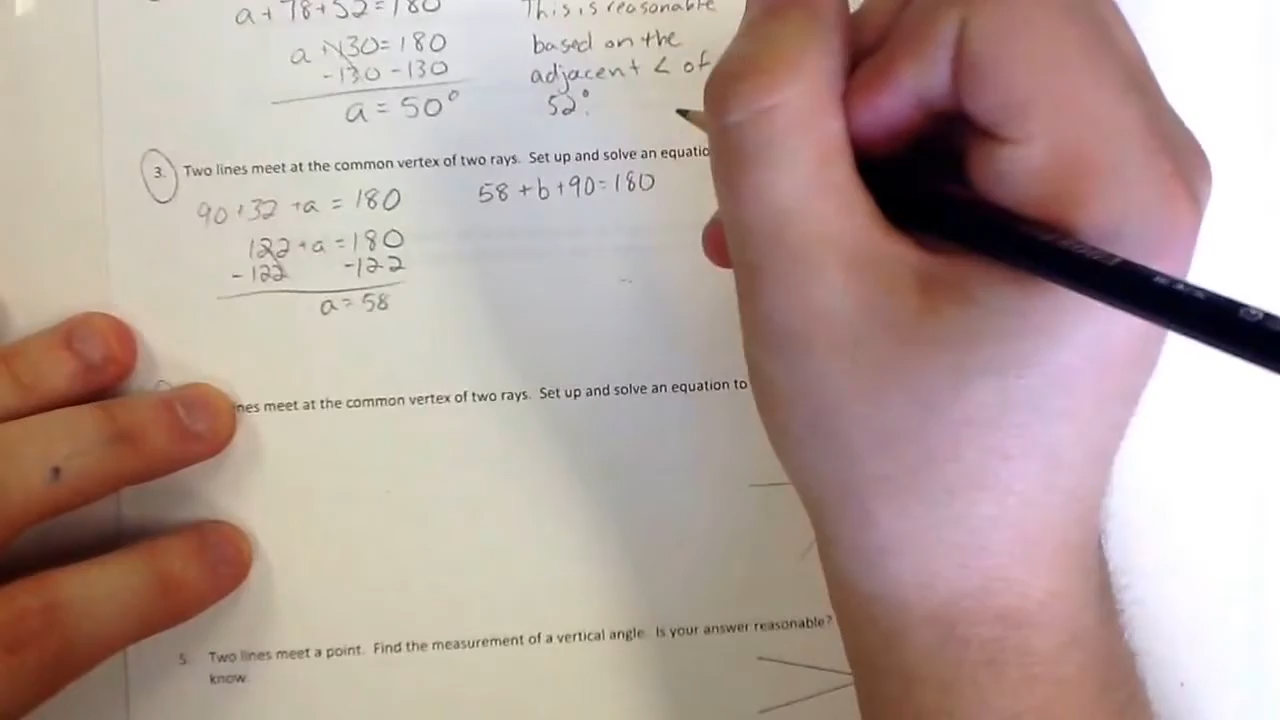 a + 78 + 52 = 180
This is reasonable
a + 130 = 180
based on the
-130 -130
adjacent < of
a = 50°
52°.
3. Two lines meet at the common vertex of two rays. Set up and solve an equatio
90 + 32 + a = 180
58 + b + 90 = 180
122 + a = 180
-122 -122
a = 58
nes meet at the common vertex of two rays. Set up and solve an equation to
5. Two lines meet a point. Find the measurement of a vertical angle. Is your answer reasonable?
know.